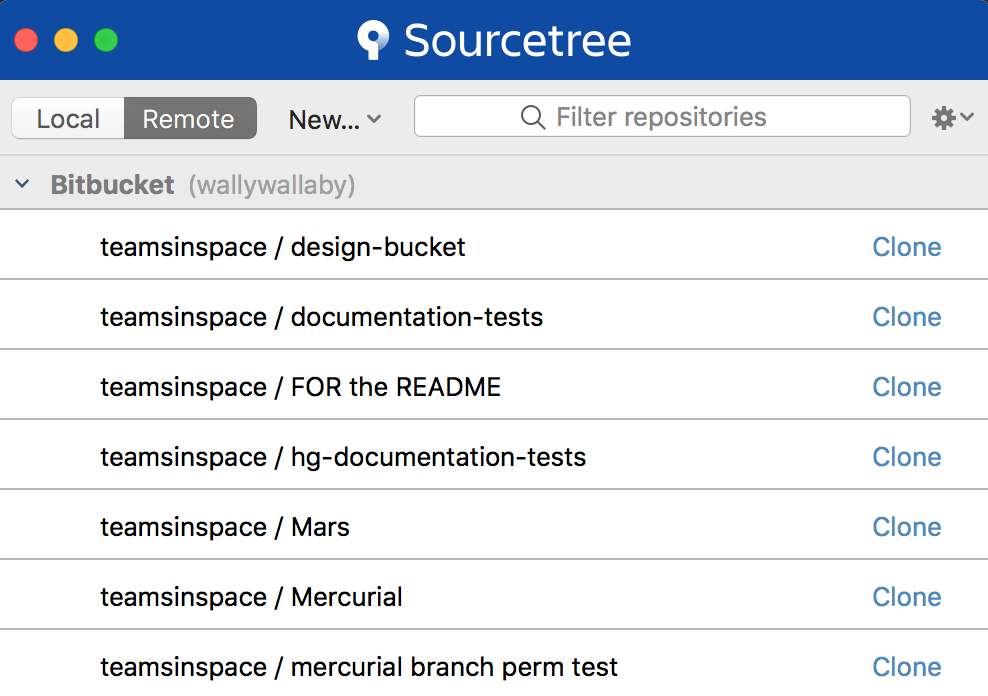 Sourcetree
Local Remote New... Filter repositories
Bitbucket (wallywallaby)
teamsinspace / design-bucket Clone
teamsinspace / documentation-tests Clone
teamsinspace / FOR the README Clone
teamsinspace / hg-documentation-tests Clone
teamsinspace / Mars Clone
teamsinspace / Mercurial Clone
teamsinspace / mercurial branch perm test Clone